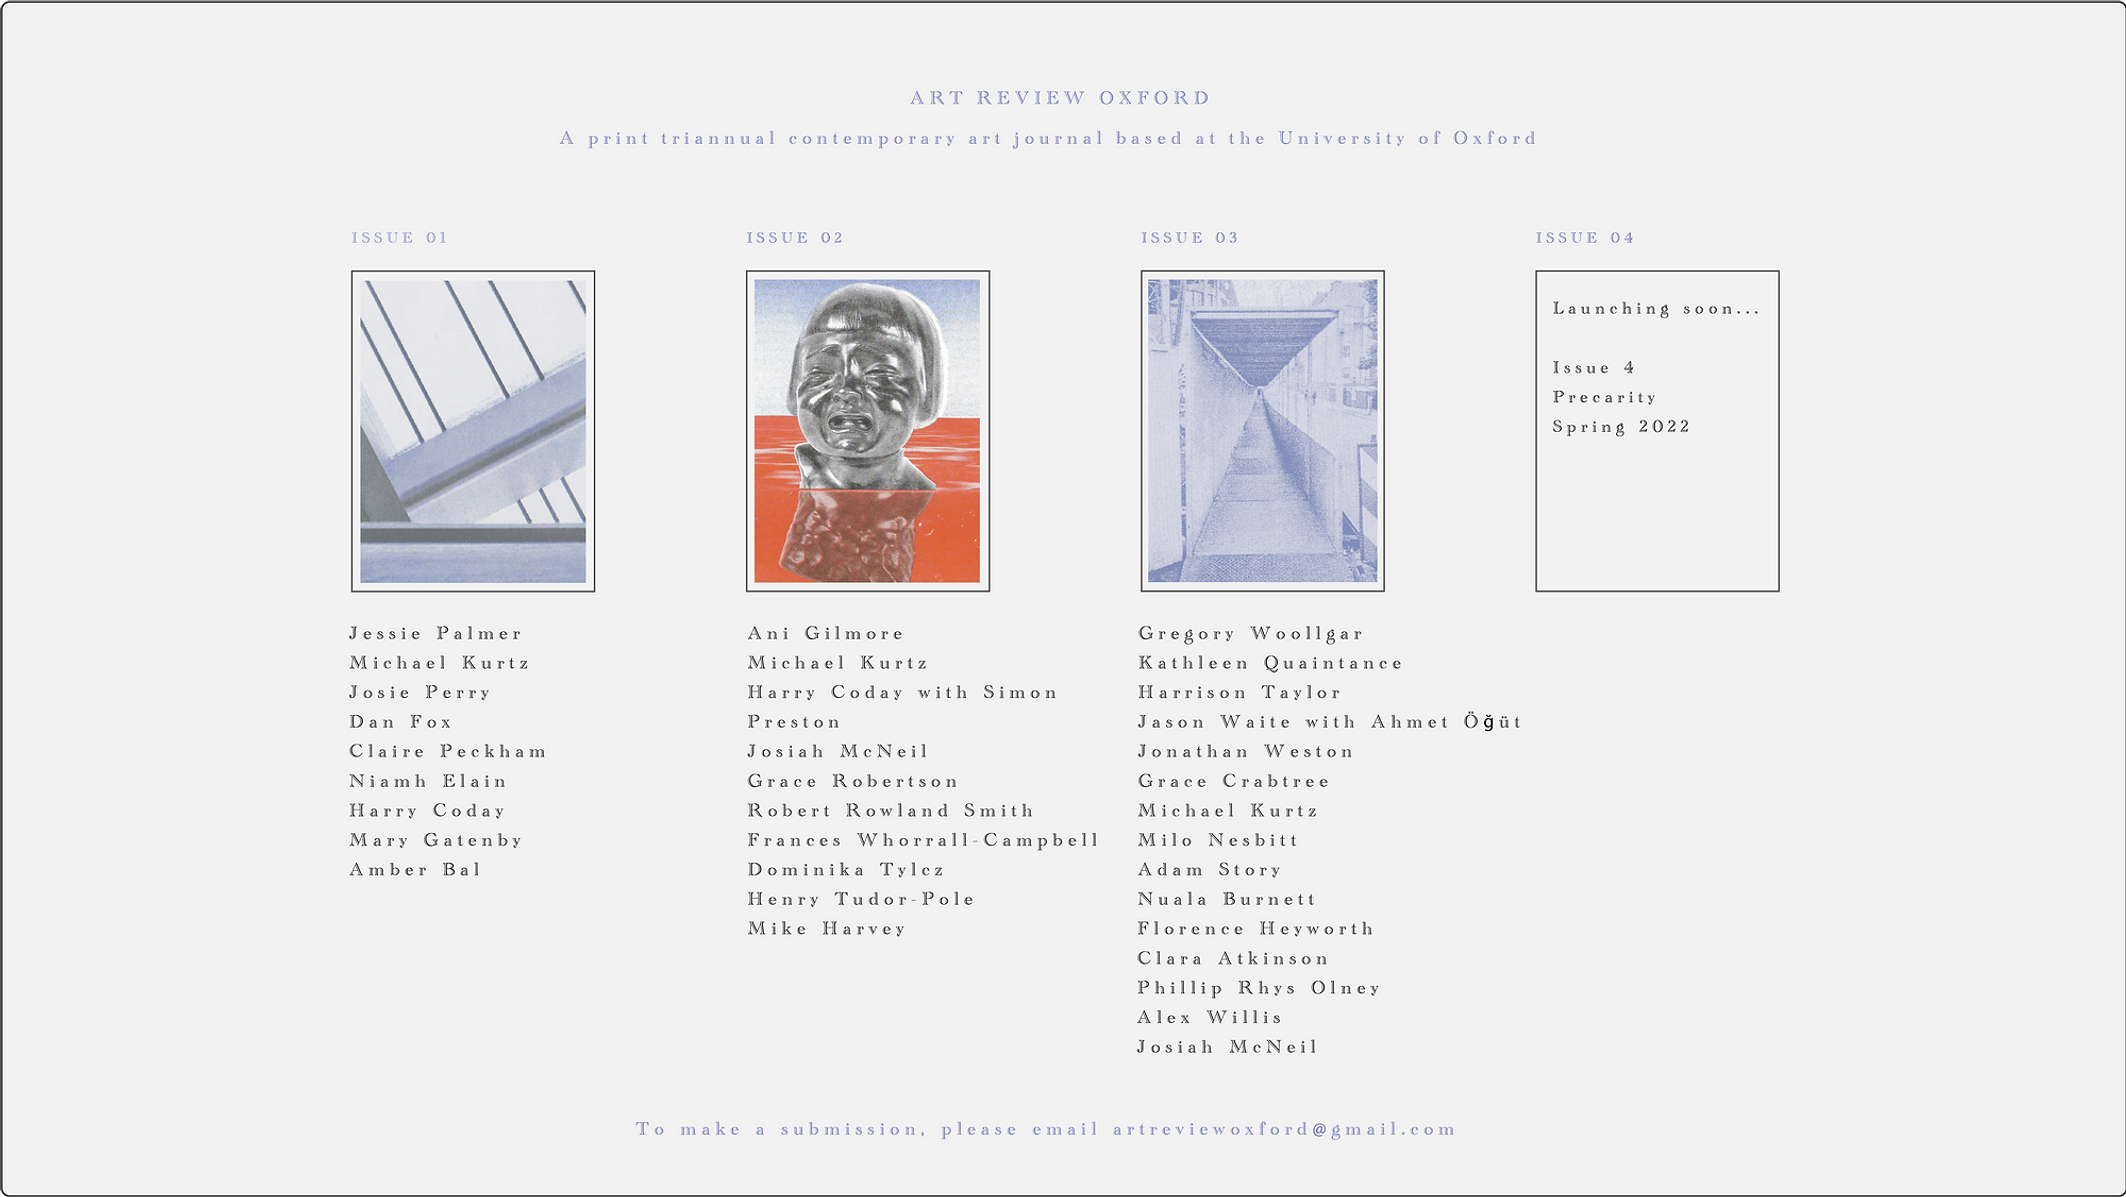 ART REVIEW OXFORD
A print triannual contemporary art journal based at the University of Oxford
ISSUE 01
Jessie Palmer
Michael Kurtz
Josie Perry
Dan Fox
Claire Peckham
Niamh Elain
Harry Coday
Mary Gatenby
Amber Bal
ISSUE 02
Ani Gilmore
Michael Kurtz
Harry Coday with Simon
Preston
Josiah McNeil
Grace Robertson
Robert Rowland Smith
Frances Whorrall-Campbell
Dominika Tylcz
Henry Tudor-Pole
Mike Harvey
ISSUE 03
Gregory Woollgar
Kathleen Quaintance
Harrison Taylor
Jason Waite with Ahmet Öğüt
Jonathan Weston
Grace Crabtree
Michael Kurtz
Milo Nesbitt
Adam Story
Nuala Burnett
Florence Heyworth
Clara Atkinson
Phillip Rhys Olney
Alex Willis
Josiah McNeil
ISSUE 04
Launching soon...
Issue 4
Precarity
Spring 2022
To make a submission, please email artreviewoxford@gmail.com